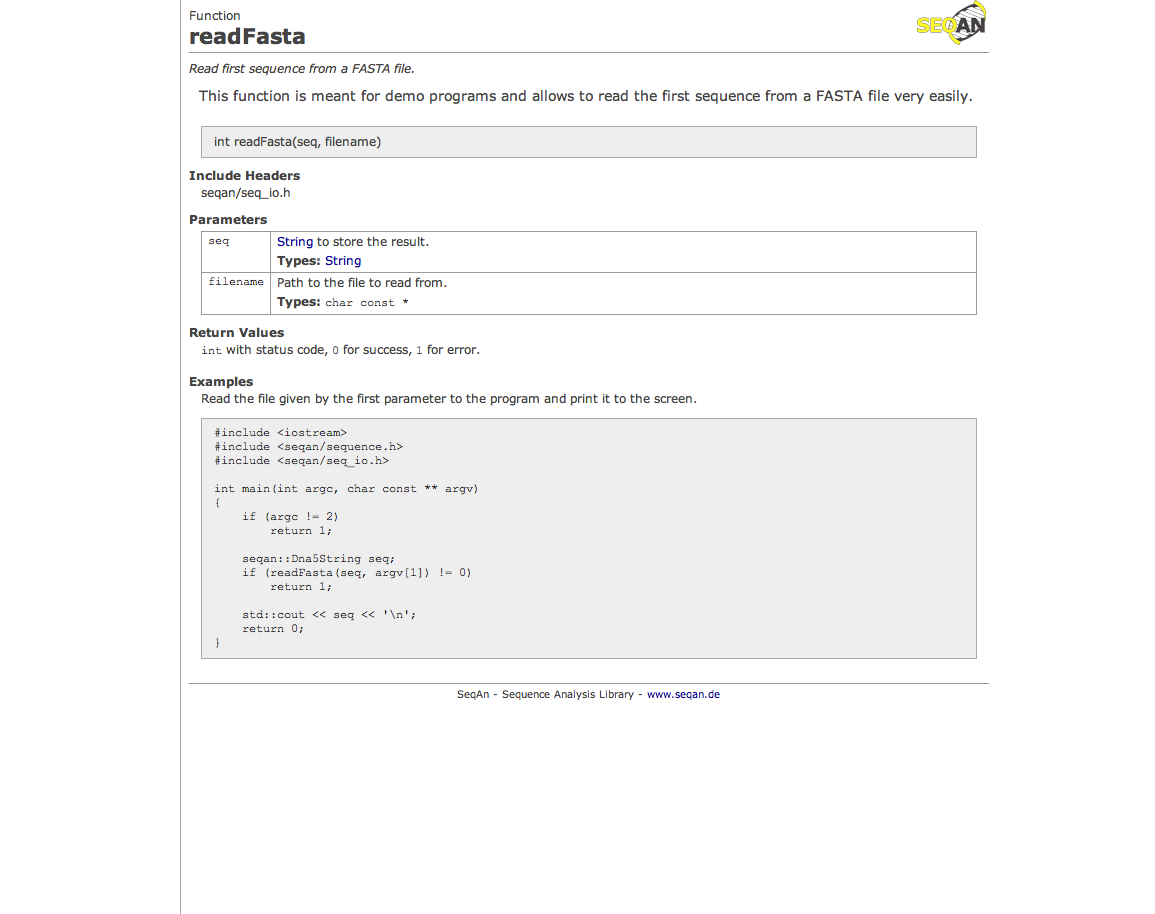 Function
readFasta
SEQAN
Read first sequence from a FASTA file.
This function is meant for demo programs and allows to read the first sequence from a FASTA file very easily.
int readFasta(seq, filename)
Include Headers
seqan/seq_io.h
Parameters
seq
String to store the result.
Types: String
filename
Path to the file to read from.
Types: char const *
Return Values
int with status code, 0 for success, 1 for error.
Examples
Read the file given by the first parameter to the program and print it to the screen.
#include <iostream>
#include <seqan/sequence.h>
#include <seqan/seq_io.h>
int main(int argc, char const ** argv)
{
    if (argc != 2)
        return 1;
    seqan::Dna5String seq;
    if (readFasta(seq, argv[1]) != 0)
        return 1;
    std::cout << seq << '\n';
    return 0;
}
SeqAn - Sequence Analysis Library - www.seqan.de